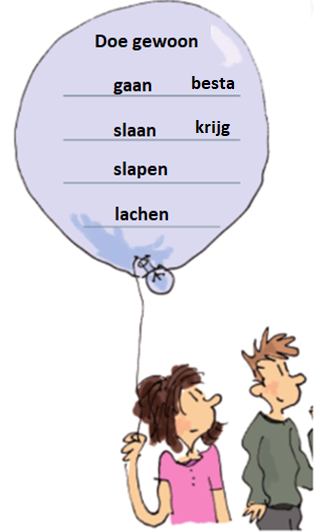 Doe gewoon
gaan besta
slaan krijg
slapen
lachen